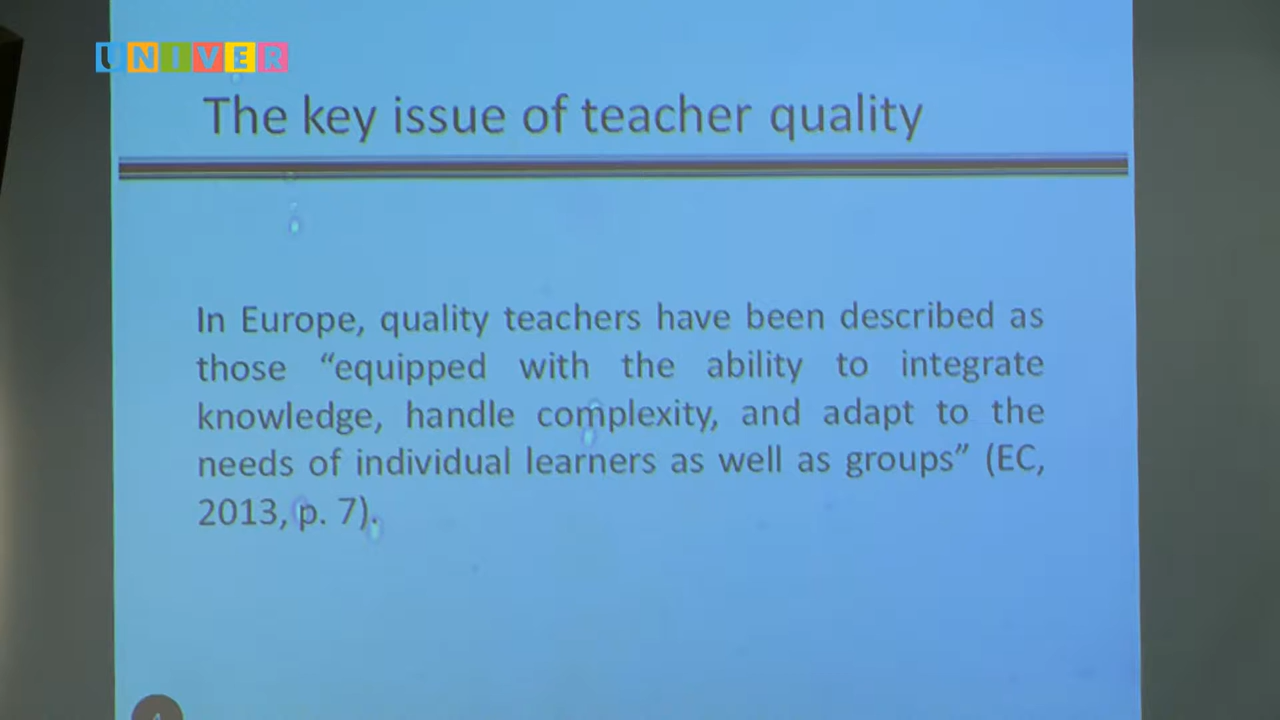 UNIVER
The key issue of teacher quality
In Europe, quality teachers have been described as
those “equipped with the ability to integrate
knowledge, handle complexity, and adapt to the
needs of individual learners as well as groups” (EC,
2013, p. 7).